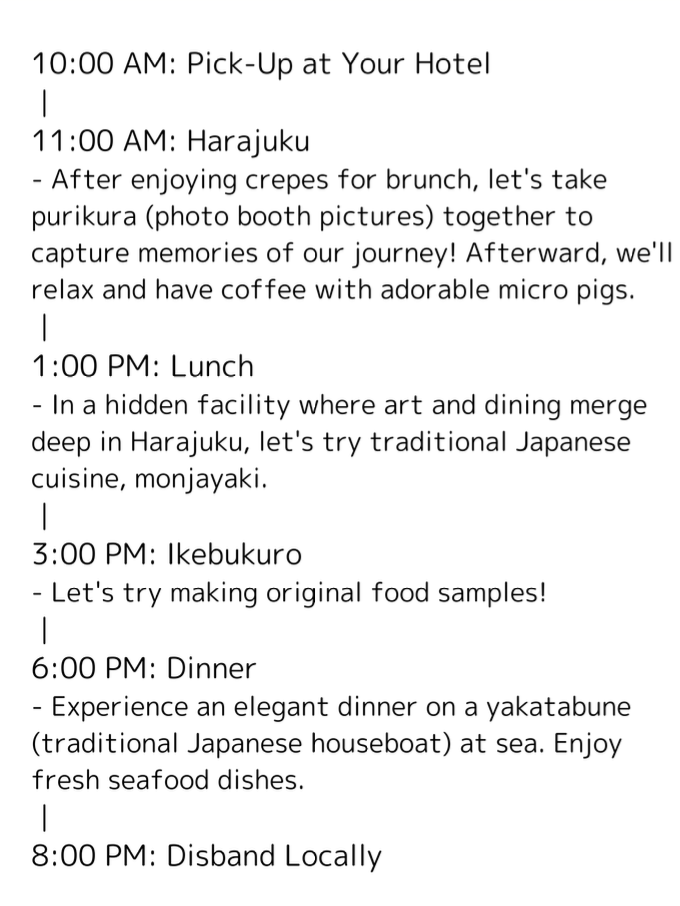 10:00 AM: Pick-Up at Your Hotel
|
11:00 AM: Harajuku
- After enjoying crepes for brunch, let's take
purikura (photo booth pictures) together to
capture memories of our journey! Afterward, we'll
relax and have coffee with adorable micro pigs.
|
1:00 PM: Lunch
- In a hidden facility where art and dining merge
deep in Harajuku, let's try traditional Japanese
cuisine, monjayaki.
|
3:00 PM: Ikebukuro
- Let's try making original food samples!
|
6:00 PM: Dinner
- Experience an elegant dinner on a yakatabune
(traditional Japanese houseboat) at sea. Enjoy
fresh seafood dishes.
|
8:00 PM: Disband Locally